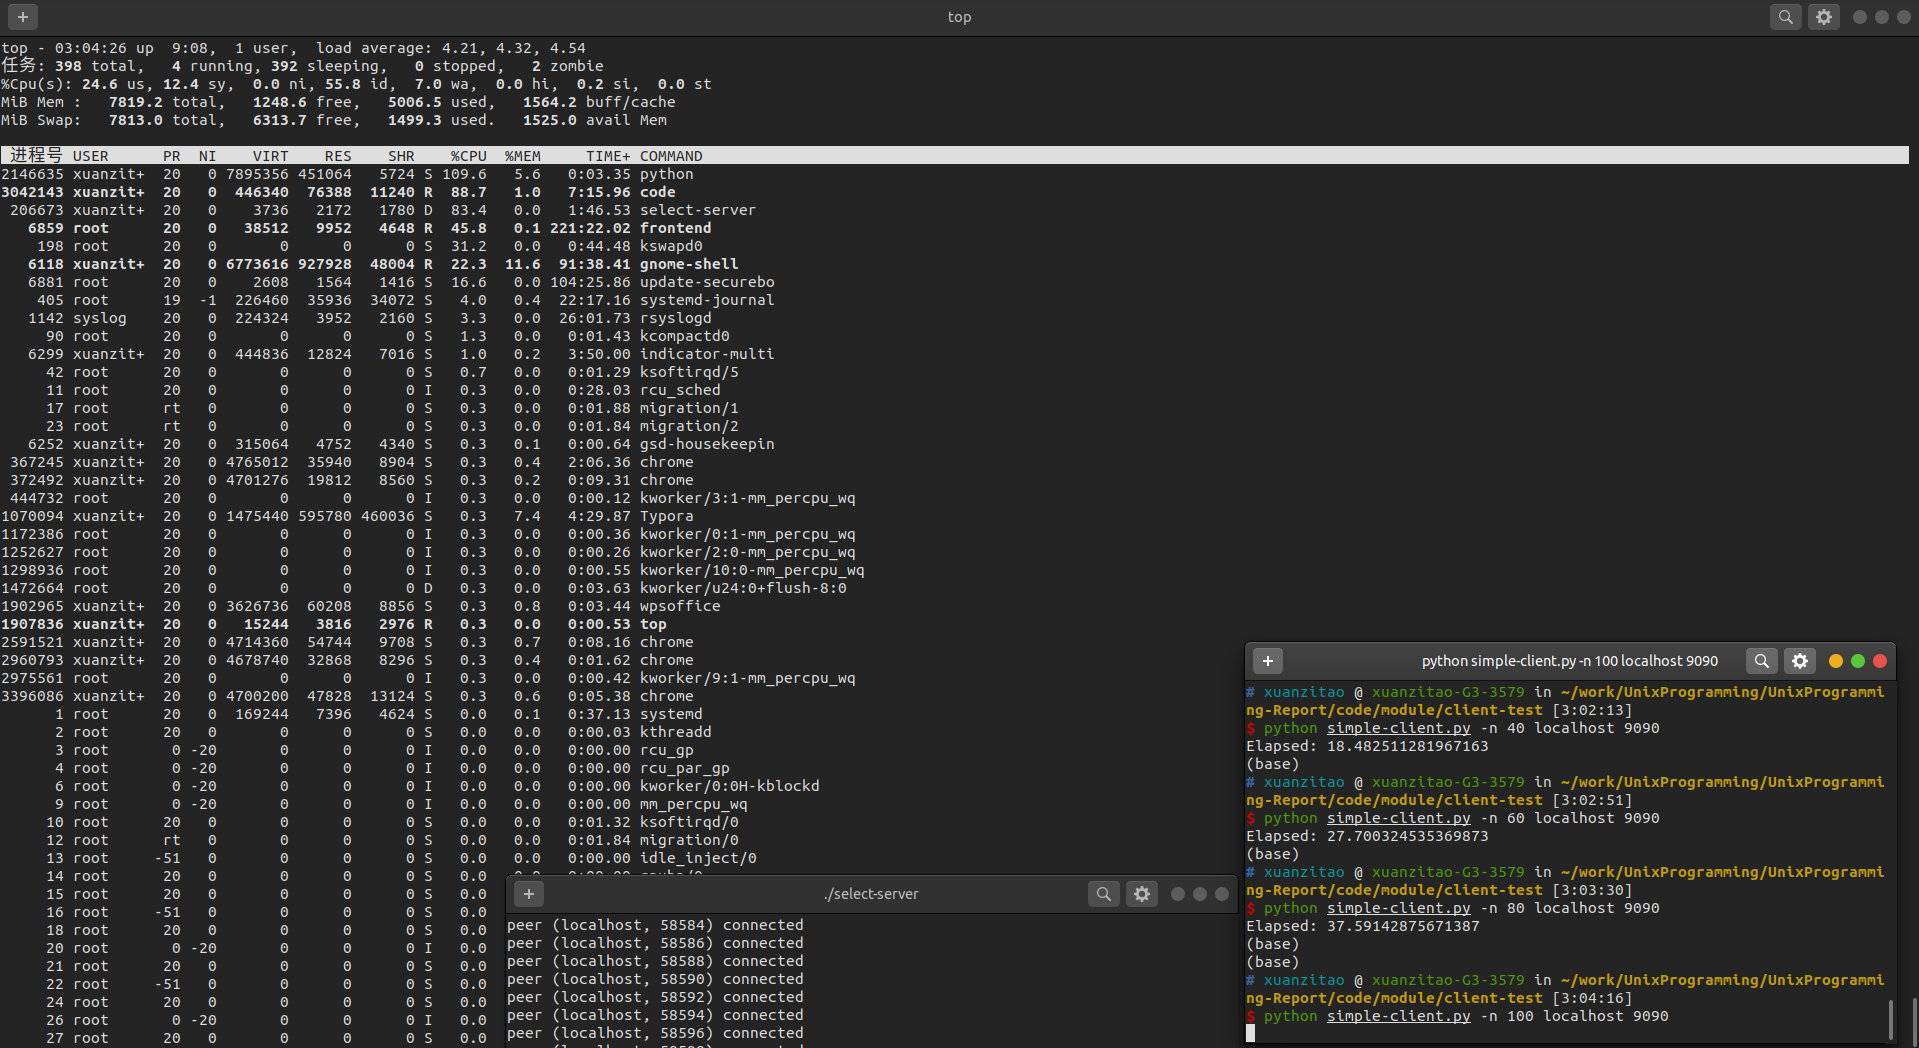 top
top - 03:04:26 up  9:08,  1 user,  load average: 4.21, 4.32, 4.54
任务: 398 total,   4 running, 392 sleeping,   0 stopped,   2 zombie
%Cpu(s): 24.6 us, 12.4 sy,  0.0 ni, 55.8 id,  7.0 wa,  0.0 hi,  0.2 si,  0.0 st
MiB Mem :   7819.2 total,   1248.6 free,   5006.5 used,   1564.2 buff/cache
MiB Swap:   7813.0 total,   6313.7 free,   1499.3 used.   1525.0 avail Mem
进程号 USER      PR  NI    VIRT    RES    SHR    %CPU  %MEM     TIME+ COMMAND
2146635 xuanzit+  20   0 7895356 451064   5724 S 109.6   5.6   0:03.35 python
3042143 xuanzit+  20   0  446340  76388  11240 R  88.7   1.0   7:15.96 code
206673 xuanzit+  20   0    3736   2172   1780 D  83.4   0.0   1:46.53 select-server
6859 root      20   0   38512   9952   4648 R  45.8   0.1 221:22.02 frontend
198 root      20   0       0      0      0 S  31.2   0.0   0:44.48 kswapd0
6118 xuanzit+  20   0 6773616 927928  48004 R  22.3  11.6  91:38.41 gnome-shell
6881 root      20   0    2608   1564   1416 S  16.6   0.0 104:25.86 update-securebo
405 root      19  -1  226460  35936  34072 S   4.0   0.4  22:17.16 systemd-journal
1142 syslog    20   0  224324   3952   2160 S   3.3   0.0  26:01.73 rsyslogd
90 root      20   0       0      0      0 S   1.3   0.0   0:01.43 kcompactd0
6299 xuanzit+  20   0  444836  12824   7016 S   1.0   0.2   3:50.00 indicator-multi
42 root      20   0       0      0      0 S   0.7   0.0   0:01.29 ksoftirqd/5
11 root      20   0       0      0      0 I   0.3   0.0   0:28.03 rcu_sched
17 root      rt   0       0      0      0 S   0.3   0.0   0:01.88 migration/1
23 root      rt   0       0      0      0 S   0.3   0.0   0:01.84 migration/2
6252 xuanzit+  20   0  315064   4752   4340 S   0.3   0.1   0:00.64 gsd-housekeepin
367245 xuanzit+  20   0 4765012  35940   8904 S   0.3   0.4   2:06.36 chrome
372492 xuanzit+  20   0 4701276  19812   8560 S   0.3   0.2   0:09.31 chrome
444732 root      20   0       0      0      0 I   0.3   0.0   0:00.12 kworker/3:1-mm_percpu_wq
1070094 xuanzit+  20   0 1475440 595780 460036 S   0.3   7.4   4:29.87 Typora
1172386 root      20   0       0      0      0 I   0.3   0.0   0:00.36 kworker/0:1-mm_percpu_wq
1252627 root      20   0       0      0      0 I   0.3   0.0   0:00.26 kworker/2:0-mm_percpu_wq
1298936 root      20   0       0      0      0 I   0.3   0.0   0:00.55 kworker/10:0-mm_percpu_wq
1472664 root      20   0       0      0      0 D   0.3   0.0   0:03.63 kworker/u24:0+flush-8:0
1902965 xuanzit+  20   0 3626736  60208   8856 S   0.3   0.8   0:03.44 wpsoffice
1907836 xuanzit+  20   0   15244   3816   2976 R   0.3   0.0   0:00.53 top
2591521 xuanzit+  20   0 4714360  54744   9708 S   0.3   0.7   0:08.16 chrome
2960793 xuanzit+  20   0 4678740  32868   8296 S   0.3   0.4   0:01.62 chrome
2975561 root      20   0       0      0      0 I   0.3   0.0   0:00.42 kworker/9:1-mm_percpu_wq
3396086 xuanzit+  20   0 4700200  47828  13124 S   0.3   0.6   0:05.38 chrome
1 root      20   0  169244   7396   4624 S   0.0   0.1   0:37.13 systemd
2 root      20   0       0      0      0 S   0.0   0.0   0:00.03 kthreadd
3 root       0 -20       0      0      0 I   0.0   0.0   0:00.00 rcu_gp
4 root       0 -20       0      0      0 I   0.0   0.0   0:00.00 rcu_par_gp
6 root       0 -20       0      0      0 I   0.0   0.0   0:00.00 kworker/0:0H-kblockd
9 root       0 -20       0      0      0 I   0.0   0.0   0:00.00 mm_percpu_wq
10 root      20   0       0      0      0 S   0.0   0.0   0:01.32 ksoftirqd/0
12 root      rt   0       0      0      0 S   0.0   0.0   0:01.84 migration/0
13 root     -51   0       0      0      0 S   0.0   0.0   0:00.00 idle_inject/0
14 root      20   0       0      0      0 S   0.0
15 root      20   0       0      0      0 S   0.0
16 root     -51   0       0      0      0 S   0.0
18 root      20   0       0      0      0 S   0.0
20 root       0 -20       0      0      0 I   0.0
21 root      20   0       0      0      0 S   0.0
22 root     -51   0       0      0      0 S   0.0
24 root      20   0       0      0      0 S   0.0
26 root       0 -20       0      0      0 I   0.0
27 root      20   0       0      0      0 S   0.0
./select-server
peer (localhost, 58584) connected
peer (localhost, 58586) connected
peer (localhost, 58588) connected
peer (localhost, 58590) connected
peer (localhost, 58592) connected
peer (localhost, 58594) connected
peer (localhost, 58596) connected
python simple-client.py -n 100 localhost 9090
# xuanzitao @ xuanzitao-G3-3579 in ~/work/UnixProgramming/UnixProgrammi
ng-Report/code/module/client-test [3:02:13]
$ python simple-client.py -n 40 localhost 9090
Elapsed: 18.482511281967163
(base)
# xuanzitao @ xuanzitao-G3-3579 in ~/work/UnixProgramming/UnixProgrammi
ng-Report/code/module/client-test [3:02:51]
$ python simple-client.py -n 60 localhost 9090
Elapsed: 27.700324535369873
(base)
# xuanzitao @ xuanzitao-G3-3579 in ~/work/UnixProgramming/UnixProgrammi
ng-Report/code/module/client-test [3:03:30]
$ python simple-client.py -n 80 localhost 9090
Elapsed: 37.59142875671387
(base)
(base)
# xuanzitao @ xuanzitao-G3-3579 in ~/work/UnixProgramming/UnixProgrammi
ng-Report/code/module/client-test [3:04:16]
$ python simple-client.py -n 100 localhost 9090